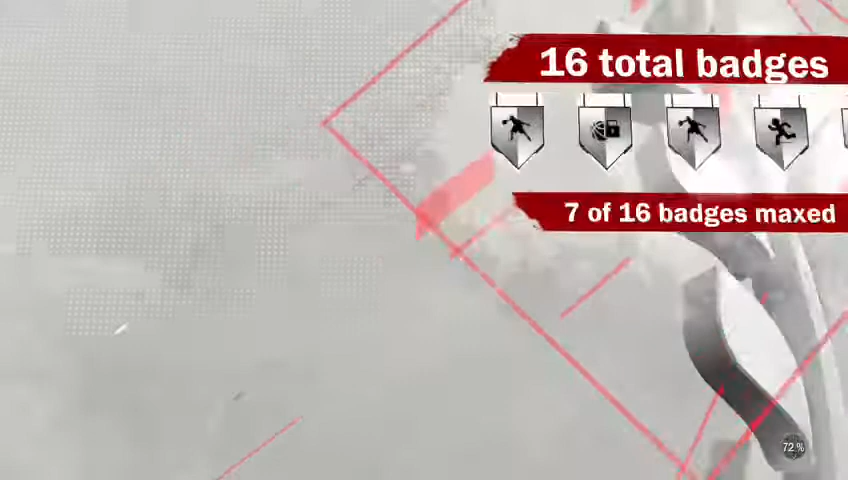 16 total badges
7 of 16 badges maxed
72 %